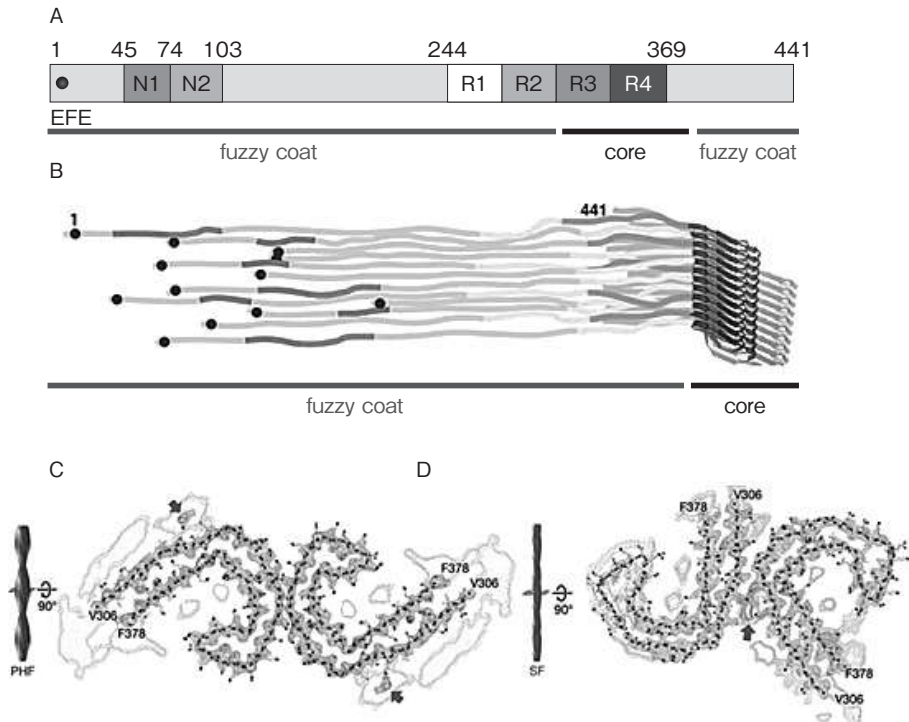 A
1 45 74 103 244 369 441
N1 N2 R1 R2 R3 R4
EFE
fuzzy coat core fuzzy coat
B
1 441
fuzzy coat core
C D
V306
F378
F378
V306
90°
PHF
V306
F378
90°
SF
F378
V306